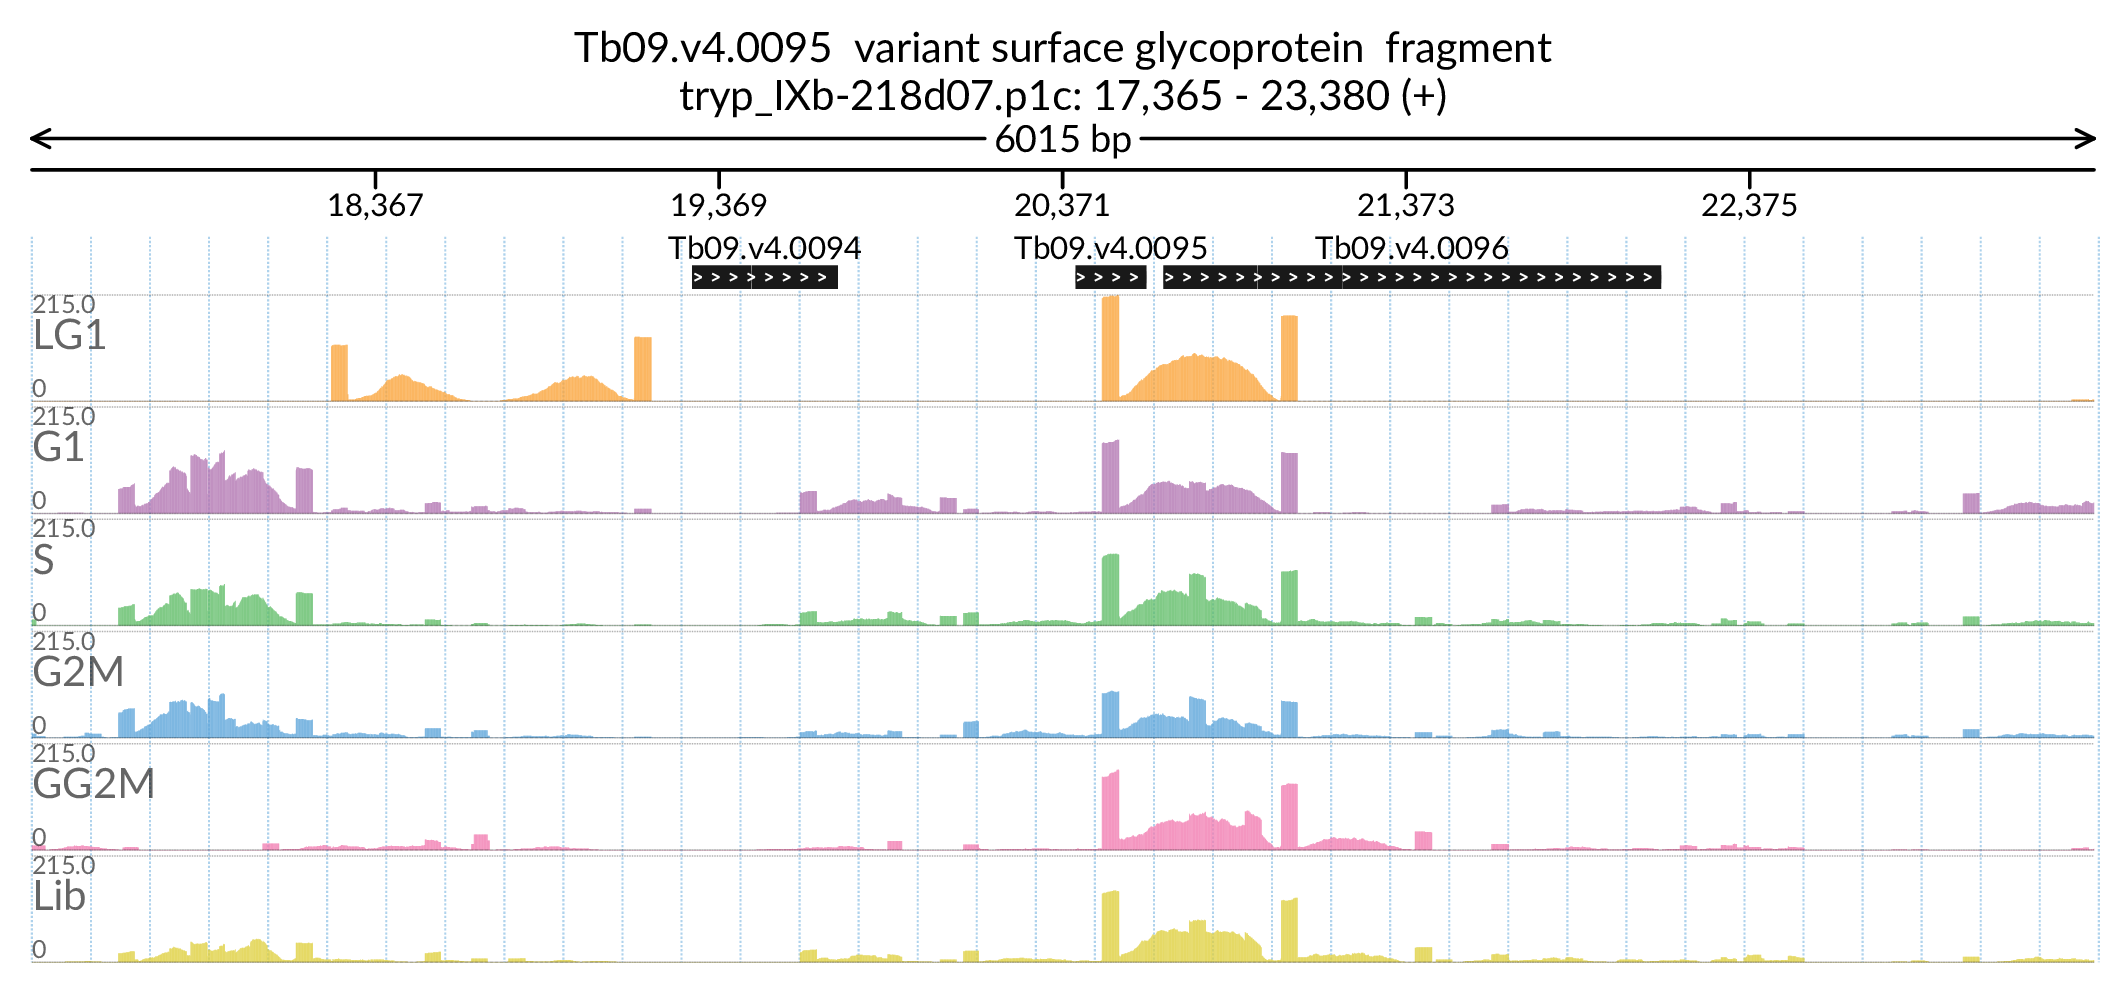 Tb09.v4.0095 variant surface glycoprotein fragment
tryp_IXb-218d07.p1c: 17,365 - 23,380 (+)
6015 bp
18,367 19,369 20,371 21,373 22,375
Tb09.v4.0094 Tb09.v4.0095 Tb09.v4.0096
215.0
LG1
0
215.0
G1
0
215.0
S
0
215.0
G2M
0
215.0
GG2M
0
215.0
Lib
0